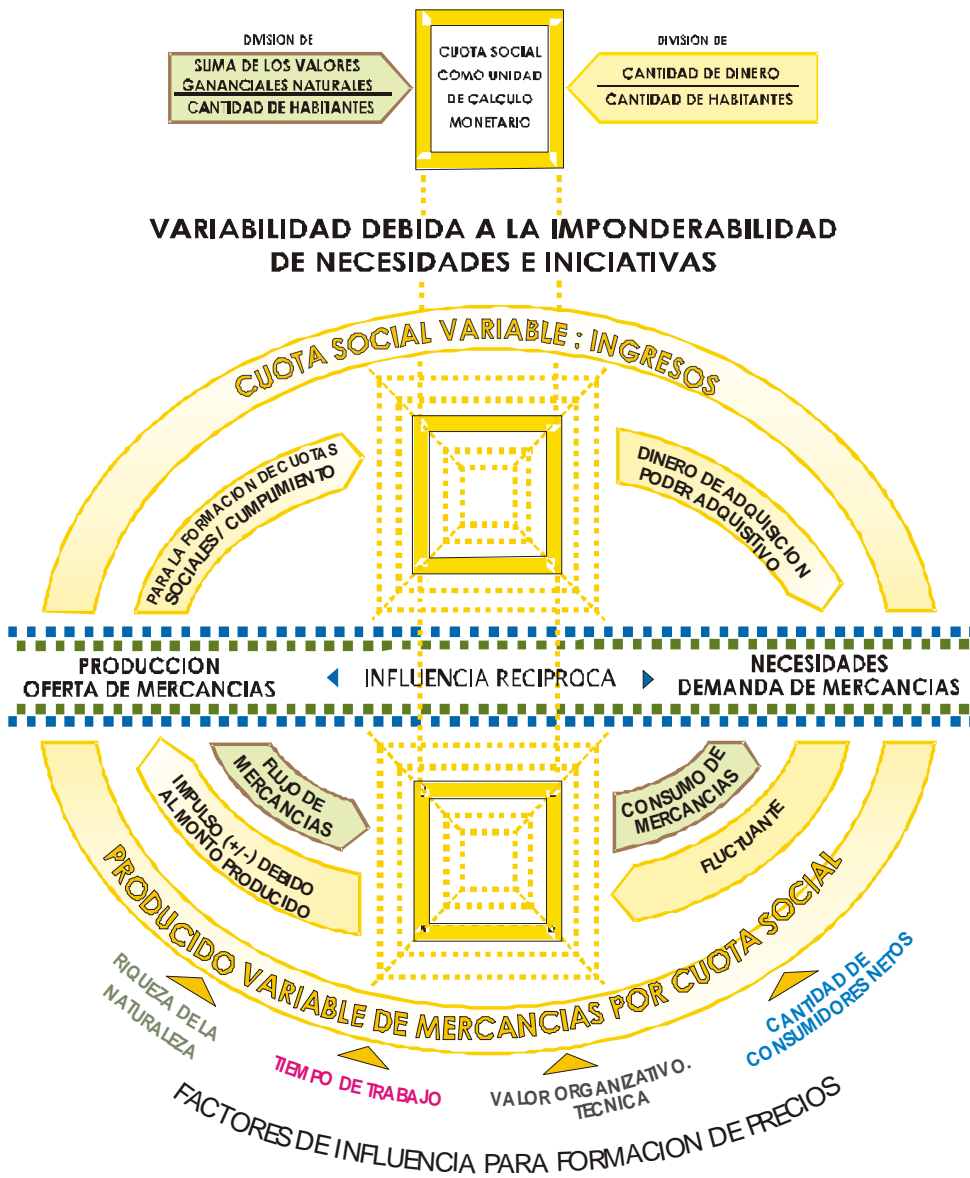 DIVISION DE
SUMA DE LOS VALORES
GANANCIALES NATURALES
CANTIDAD DE HABITANTES
CUOTA SOCIAL
COMO UNIDAD
DE CALCULO
MONETARIO
DIVISIÓN DE
CANTIDAD DE DINERO
CANTIDAD DE HABITANTES
VARIABILIDAD DEBIDA A LA IMPONDERABILIDAD
DE NECESIDADES E INICIATIVAS
CUOTA SOCIAL VARIABLE : INGRESOS
PARA LA FORMACION DE CUOTAS
SOCIALES / CUMPLIMIENTO
DINERO DE ADQUISICION
PODER ADQUISITIVO
PRODUCCION
OFERTA DE MERCANCIAS
INFLUENCIA RECIPROCA
NECESIDADES
DEMANDA DE MERCANCIAS
FLUJO DE
MERCANCIAS
IMPULSO (+/-) DEBIDO
AL MONTO PRODUCIDO
CONSUMO DE
MERCANCIAS
FLUCTUANTE
PRODUCIDO VARIABLE DE MERCANCIAS POR CUOTA SOCIAL
RIQUEZA DE LA
NATURALEZA
TIEMPO DE TRABAJO
VALOR ORGANIZATIVO.
TECNICA
CANTIDAD DE
CONSUMIDORES NETOS
FACTORES DE INFLUENCIA PARA FORMACION DE PRECIOS